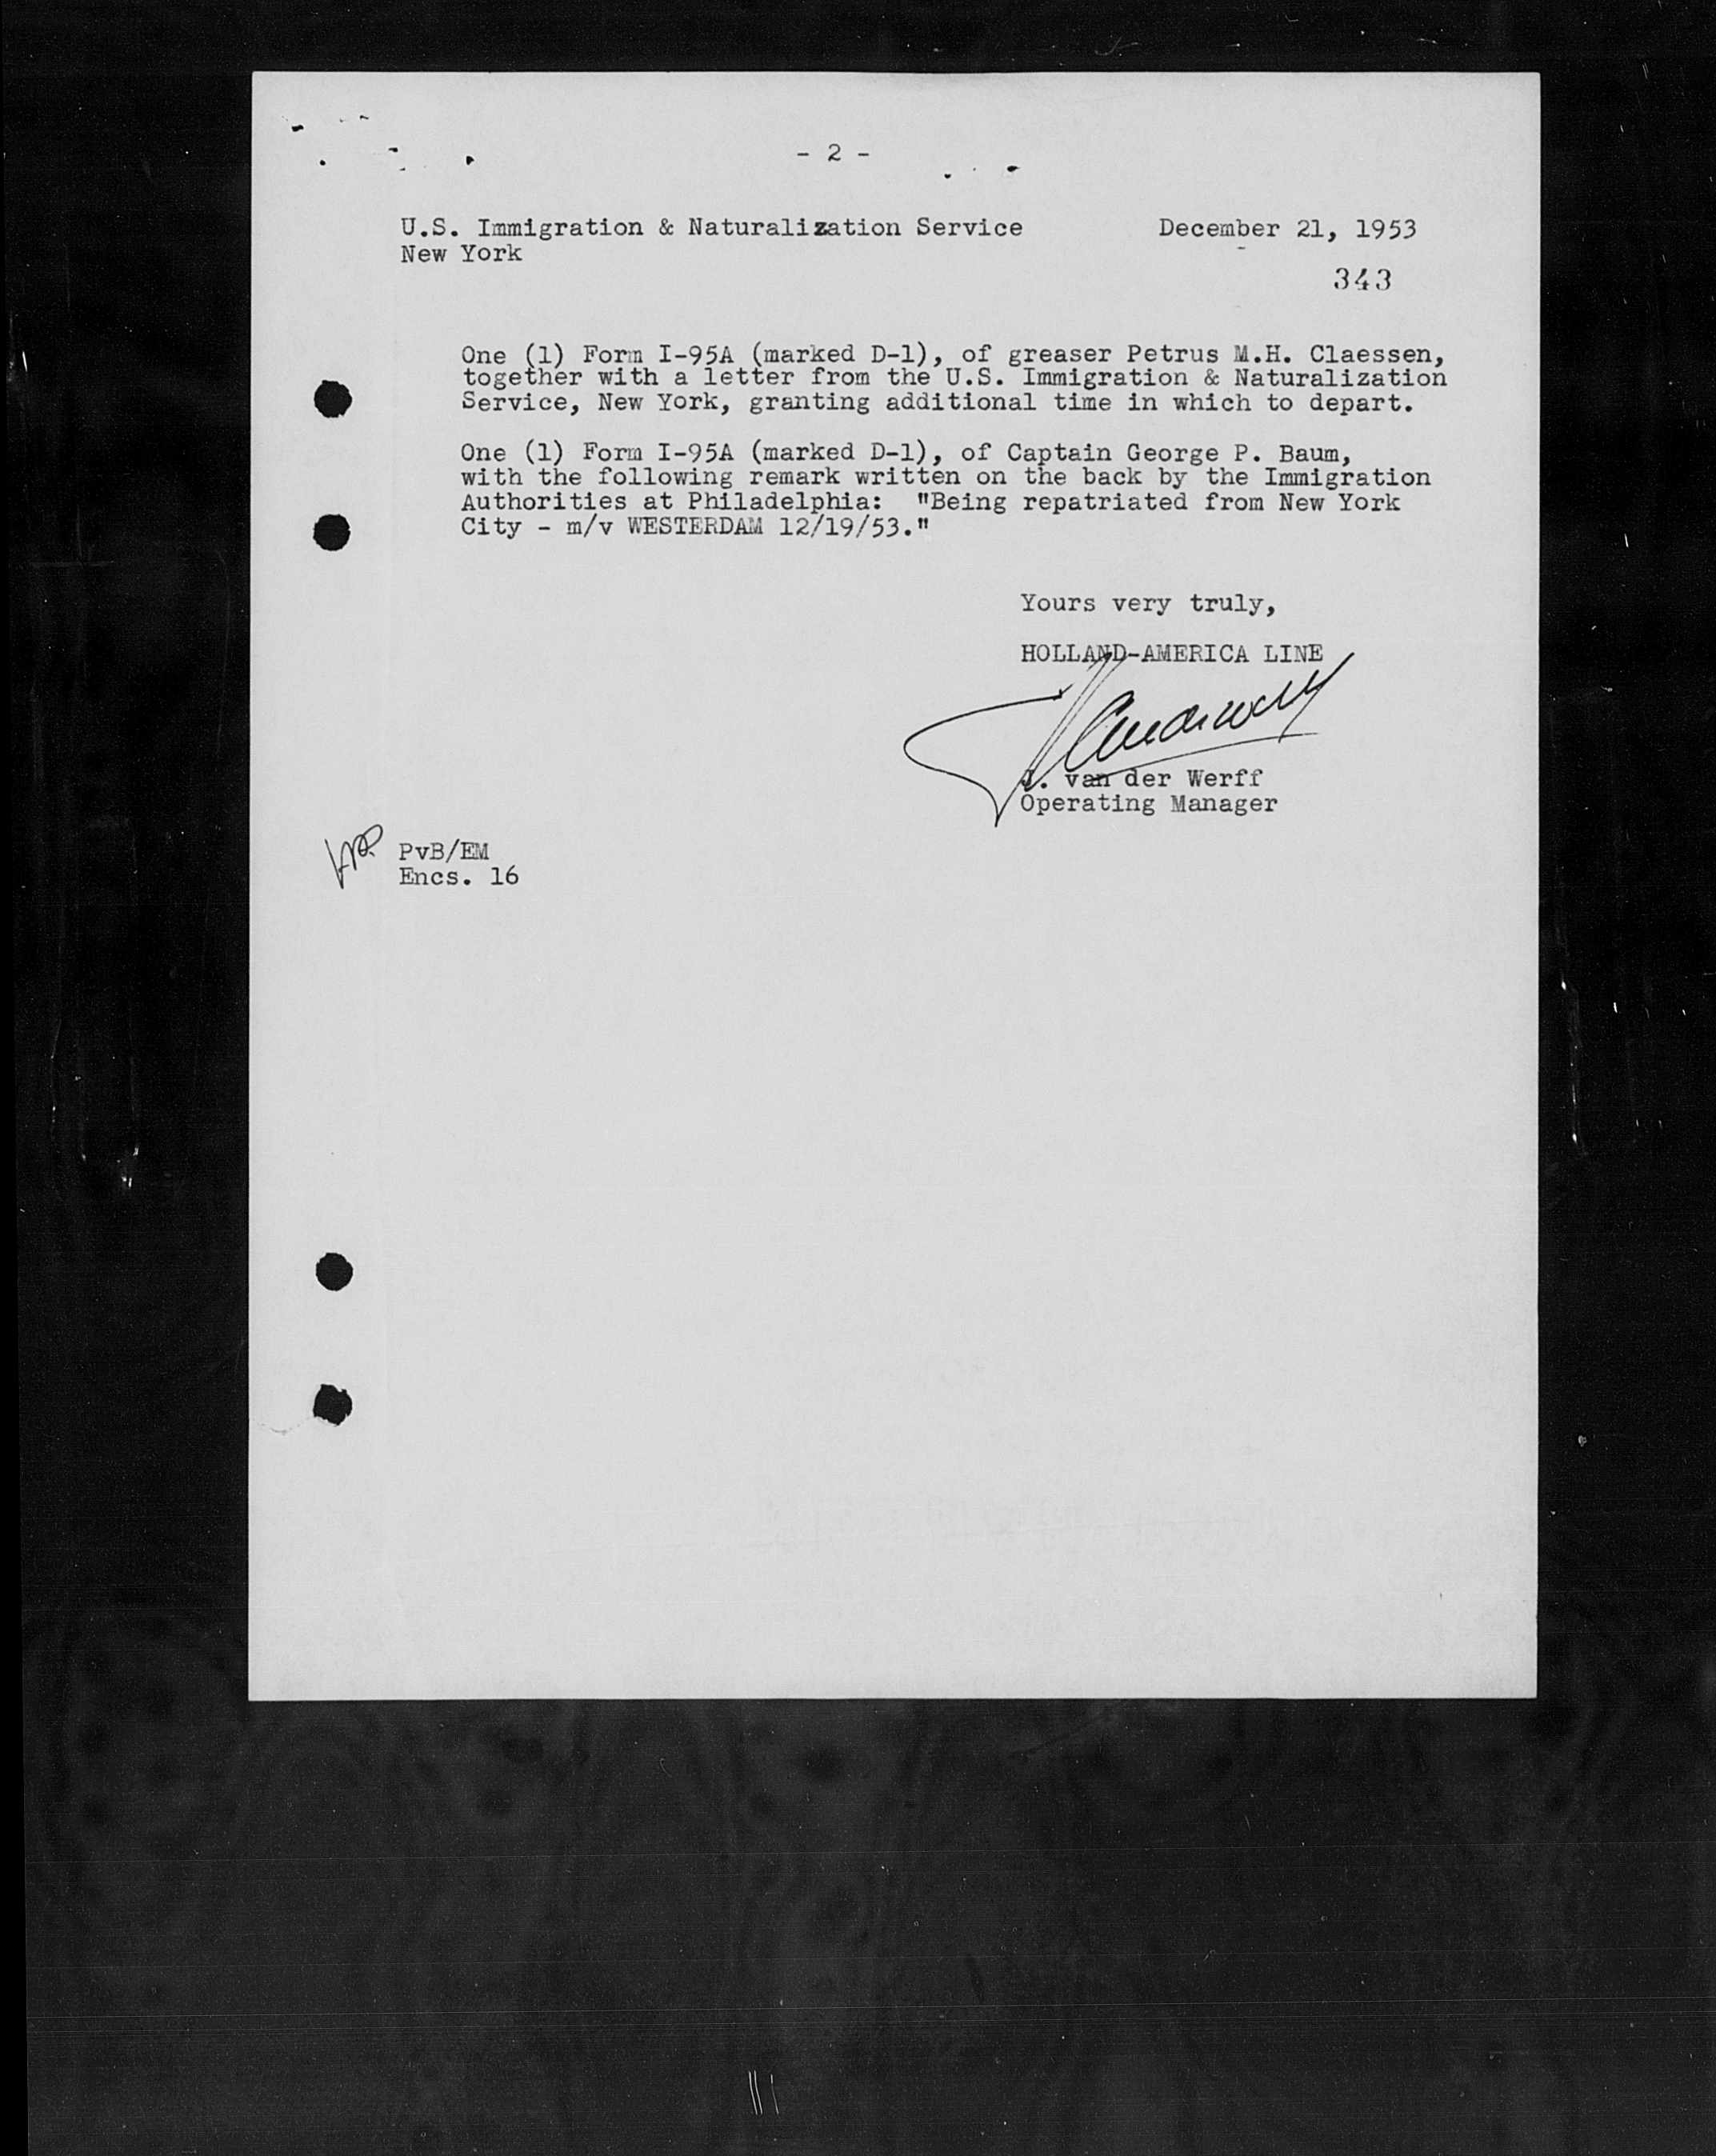 - 2 -
U.S. Immigration & Naturalization Service December 21, 1953
New York
343
One (1) Form I-95A (marked D-1), of greaser Petrus M.H. Claessen,
together with a letter from the U.S. Immigration & Naturalization
Service, New York, granting additional time in which to depart.
One (1) Form I-95A (marked D-1), of Captain George P. Baum,
with the following remark written on the back by the Immigration
Authorities at Philadelphia: "Being repatriated from New York
City - m/v WESTERDAM 12/19/53."
Yours very truly,
HOLLAND-AMERICA LINE
van der Werff
Operating Manager
PvB/EM
Encs. 16